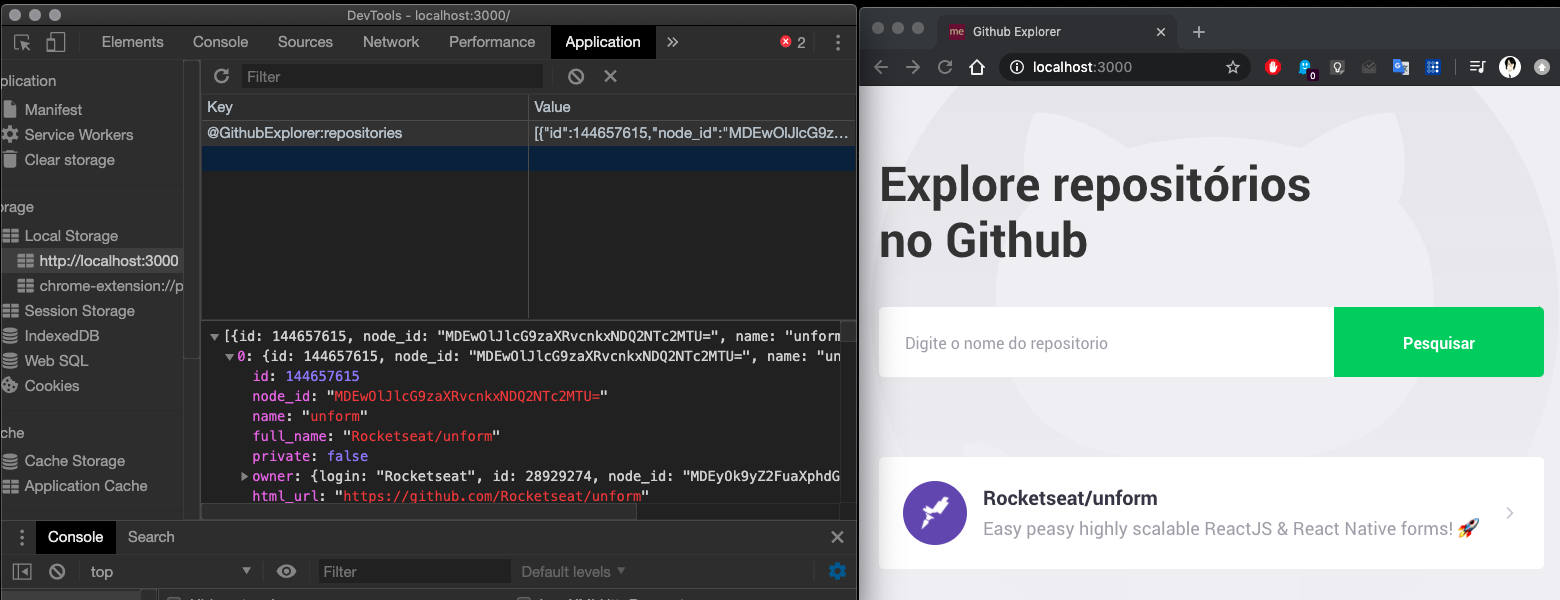 DevTools - localhost:3000/
Elements Console Sources Network Performance Application » 2
plication
Manifest
Service Workers
Clear storage
orage
Local Storage
http://localhost:3000
chrome-extension://p
Session Storage
IndexedDB
Web SQL
Cookies
che
Cache Storage
Application Cache
Filter
Key Value
@GithubExplorer:repositories [{"id":144657615,"node_id":"MDEwOlJlcG9z…
[{id: 144657615, node_id: "MDEwOlJlcG9zaXRvcnkxNDQ2NTc2MTU=", name: "unform
0: {id: 144657615, node_id: "MDEwOlJlcG9zaXRvcnkxNDQ2NTc2MTU=", name: "un
id: 144657615
node_id: "MDEwOlJlcG9zaXRvcnkxNDQ2NTc2MTU="
name: "unform"
full_name: "Rocketseat/unform"
private: false
owner: {login: "Rocketseat", id: 28929274, node_id: "MDEyOk9yZ2FuaXphdG
html_url: "https://github.com/Rocketseat/unform"
Console Search
top Filter Default levels
me Github Explorer
localhost:3000
0
Explore repositórios
no Github
Digite o nome do repositorio Pesquisar
Rocketseat/unform
Easy peasy highly scalable ReactJS & React Native forms! 🚀